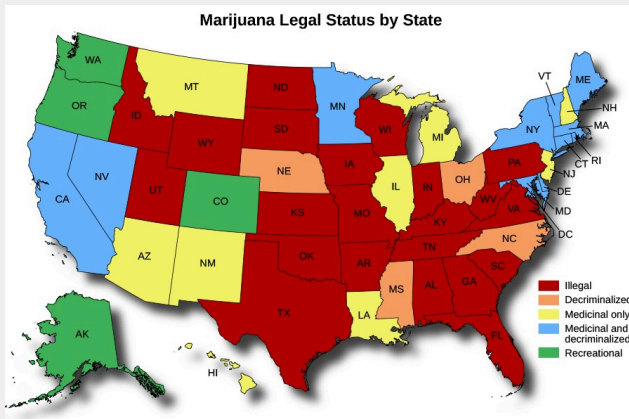 Marijuana Legal Status by State
WA
MT
ND
MN
VT
ME
OR
ID
SD
WI
MI
NY
NH
MA
WY
RI
CT
NV
NE
IA
PA
NJ
CA
UT
CO
IL
IN
OH
DE
WV
MD
KS
MO
KY
VA
DC
AZ
NM
OK
AR
TN
NC
SC
MS
AL
GA
TX
LA
FL
AK
HI
Illegal
Decriminalized
Medicinal only
Medicinal and
decriminalized
Recreational